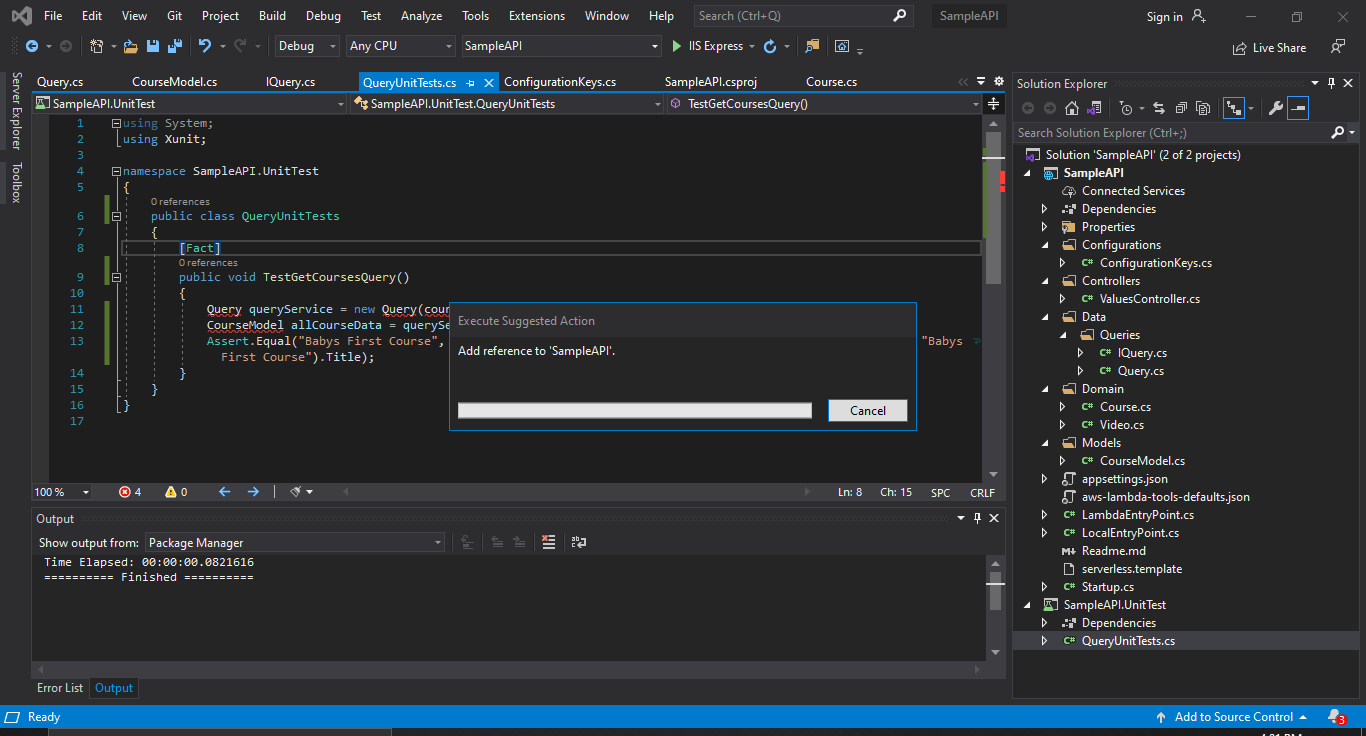 File Edit View Git Project Build Debug Test Analyze Tools Extensions Window Help Search (Ctrl+Q) SampleAPI Sign in
Debug Any CPU SampleAPI IIS Express Live Share
Server Explorer
Toolbox
Query.cs CourseModel.cs IQuery.cs QueryUnitTests.cs ConfigurationKeys.cs SampleAPI.csproj Course.cs
SampleAPI.UnitTest SampleAPI.UnitTest.QueryUnitTests TestGetCoursesQuery()
1 using System;
2 using Xunit;
3
4 namespace SampleAPI.UnitTest
5 {
0 references
6 public class QueryUnitTests
7 {
8 [Fact]
0 references
9 public void TestGetCoursesQuery()
10 {
11 Query queryService = new Query(cour
12 CourseModel allCourseData = querySe
13 Assert.Equal("Babys First Course", "Babys
First Course").Title);
14 }
15 }
16 }
17
Execute Suggested Action
Add reference to 'SampleAPI'.
Cancel
100 % 4 0 Ln: 8 Ch: 15 SPC CRLF
Output
Show output from: Package Manager
Time Elapsed: 00:00:00.0821616
========== Finished ==========
Error List Output
Solution Explorer
Search Solution Explorer (Ctrl+;)
Solution 'SampleAPI' (2 of 2 projects)
SampleAPI
Connected Services
Dependencies
Properties
Configurations
C# ConfigurationKeys.cs
Controllers
C# ValuesController.cs
Data
Queries
C# IQuery.cs
C# Query.cs
Domain
C# Course.cs
C# Video.cs
Models
C# CourseModel.cs
appsettings.json
aws-lambda-tools-defaults.json
C# LambdaEntryPoint.cs
C# LocalEntryPoint.cs
M↓ Readme.md
serverless.template
C# Startup.cs
SampleAPI.UnitTest
Dependencies
C# QueryUnitTests.cs
Ready Add to Source Control 3